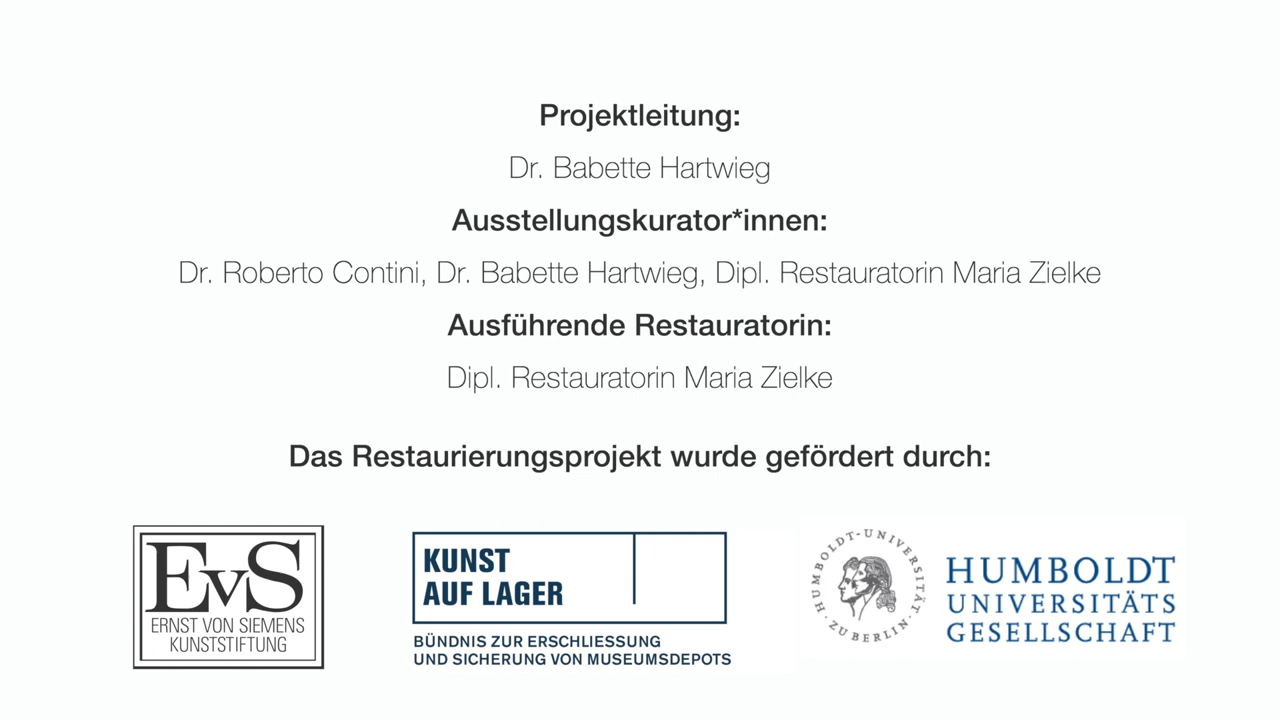 Projektleitung:
Dr. Babette Hartwieg
Ausstellungskurator*innen:
Dr. Roberto Contini, Dr. Babette Hartwieg, Dipl. Restauratorin Maria Zielke
Ausführende Restauratorin:
Dipl. Restauratorin Maria Zielke
Das Restaurierungsprojekt wurde gefördert durch:
EvS
ERNST VON SIEMENS
KUNSTSTIFTUNG
KUNST
AUF LAGER
BÜNDNIS ZUR ERSCHLIESSUNG
UND SICHERUNG VON MUSEUMSDEPOTS
HUMBOLDT-UNIVERSITÄT
ZU BERLIN
HUMBOLDT
UNIVERSITÄTS
GESELLSCHAFT